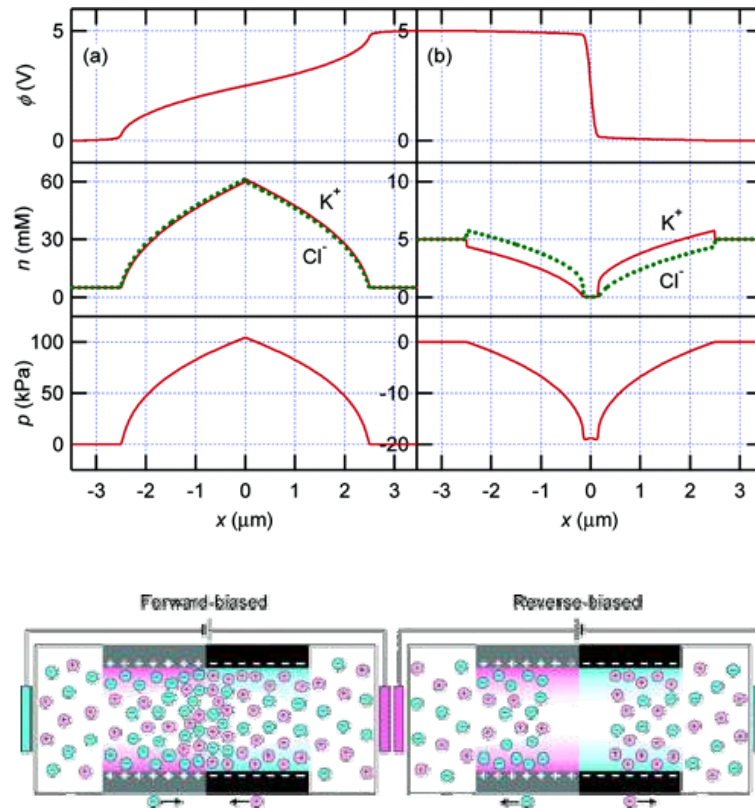 (a)
(b)
ϕ (V)
5
0
5
0
n (mM)
60
30
0
K⁺
Cl⁻
10
5
0
K⁺
Cl⁻
p (kPa)
100
50
0
0
-10
-20
-3 -2 -1 0 1 2 3
-3 -2 -1 0 1 2 3
x (μm)
x (μm)
Forward-biased
Reverse-biased
+ + + + + +
- - - - - -
+ + + + + +
- - - - - -